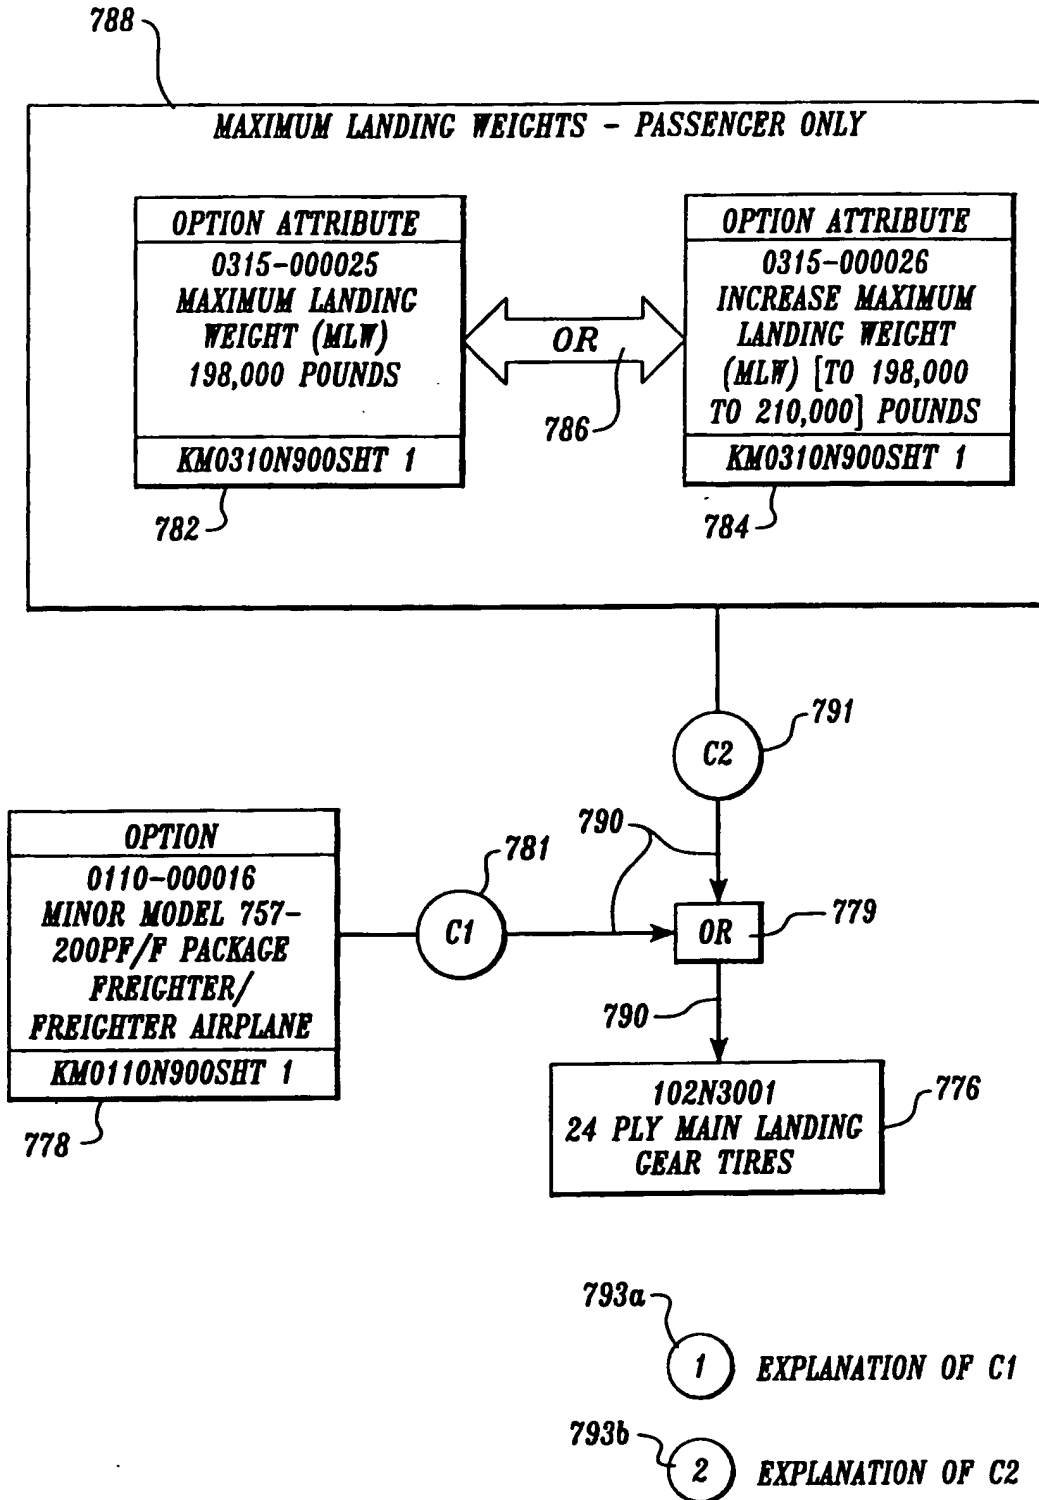 788
MAXIMUM LANDING WEIGHTS - PASSENGER ONLY
OPTION ATTRIBUTE
0315-000025
MAXIMUM LANDING
WEIGHT (MLW)
198,000 POUNDS
KM0310N900SHT 1
782
OR
786
OPTION ATTRIBUTE
0315-000026
INCREASE MAXIMUM
LANDING WEIGHT
(MLW) [TO 198,000
TO 210,000] POUNDS
KM0310N900SHT 1
784
C2
791
OPTION
0110-000016
MINOR MODEL 757-
200PF/F PACKAGE
FREIGHTER/
FREIGHTER AIRPLANE
KM0110N900SHT 1
778
C1
781
790
OR
779
790
102N3001
24 PLY MAIN LANDING
GEAR TIRES
776
793a
1 EXPLANATION OF C1
793b
2 EXPLANATION OF C2